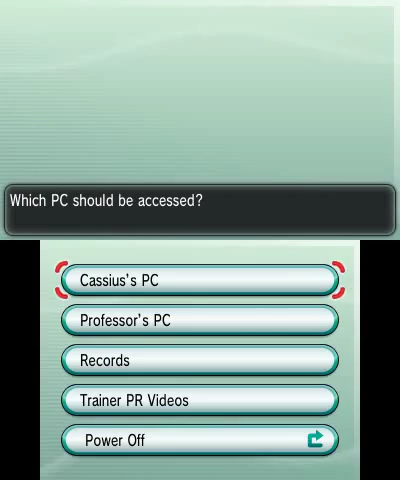 Which PC should be accessed?
Cassius's PC
Professor's PC
Records
Trainer PR Videos
Power Off